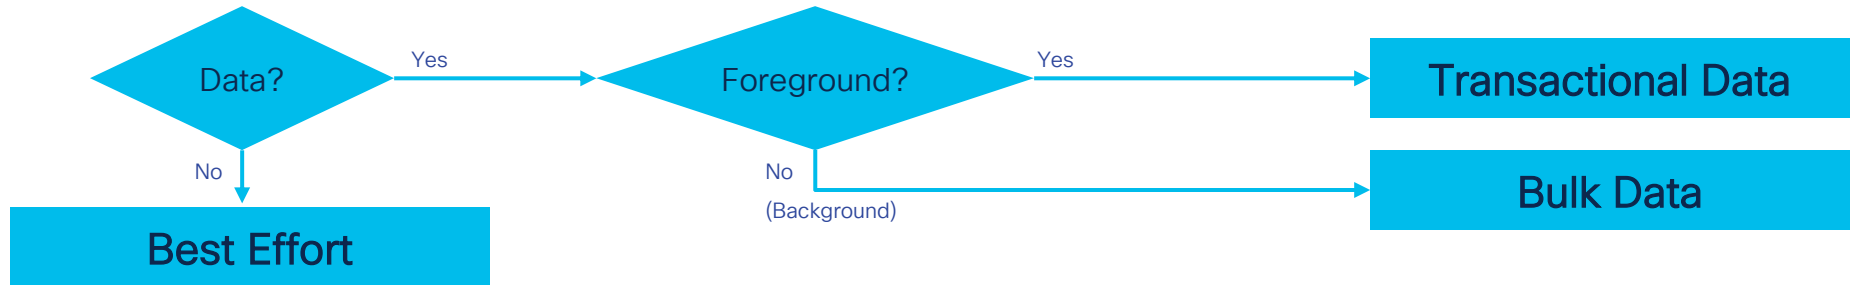 Data?
Yes
Foreground?
Yes
Transactional Data
No
Best Effort
No
(Background)
Bulk Data